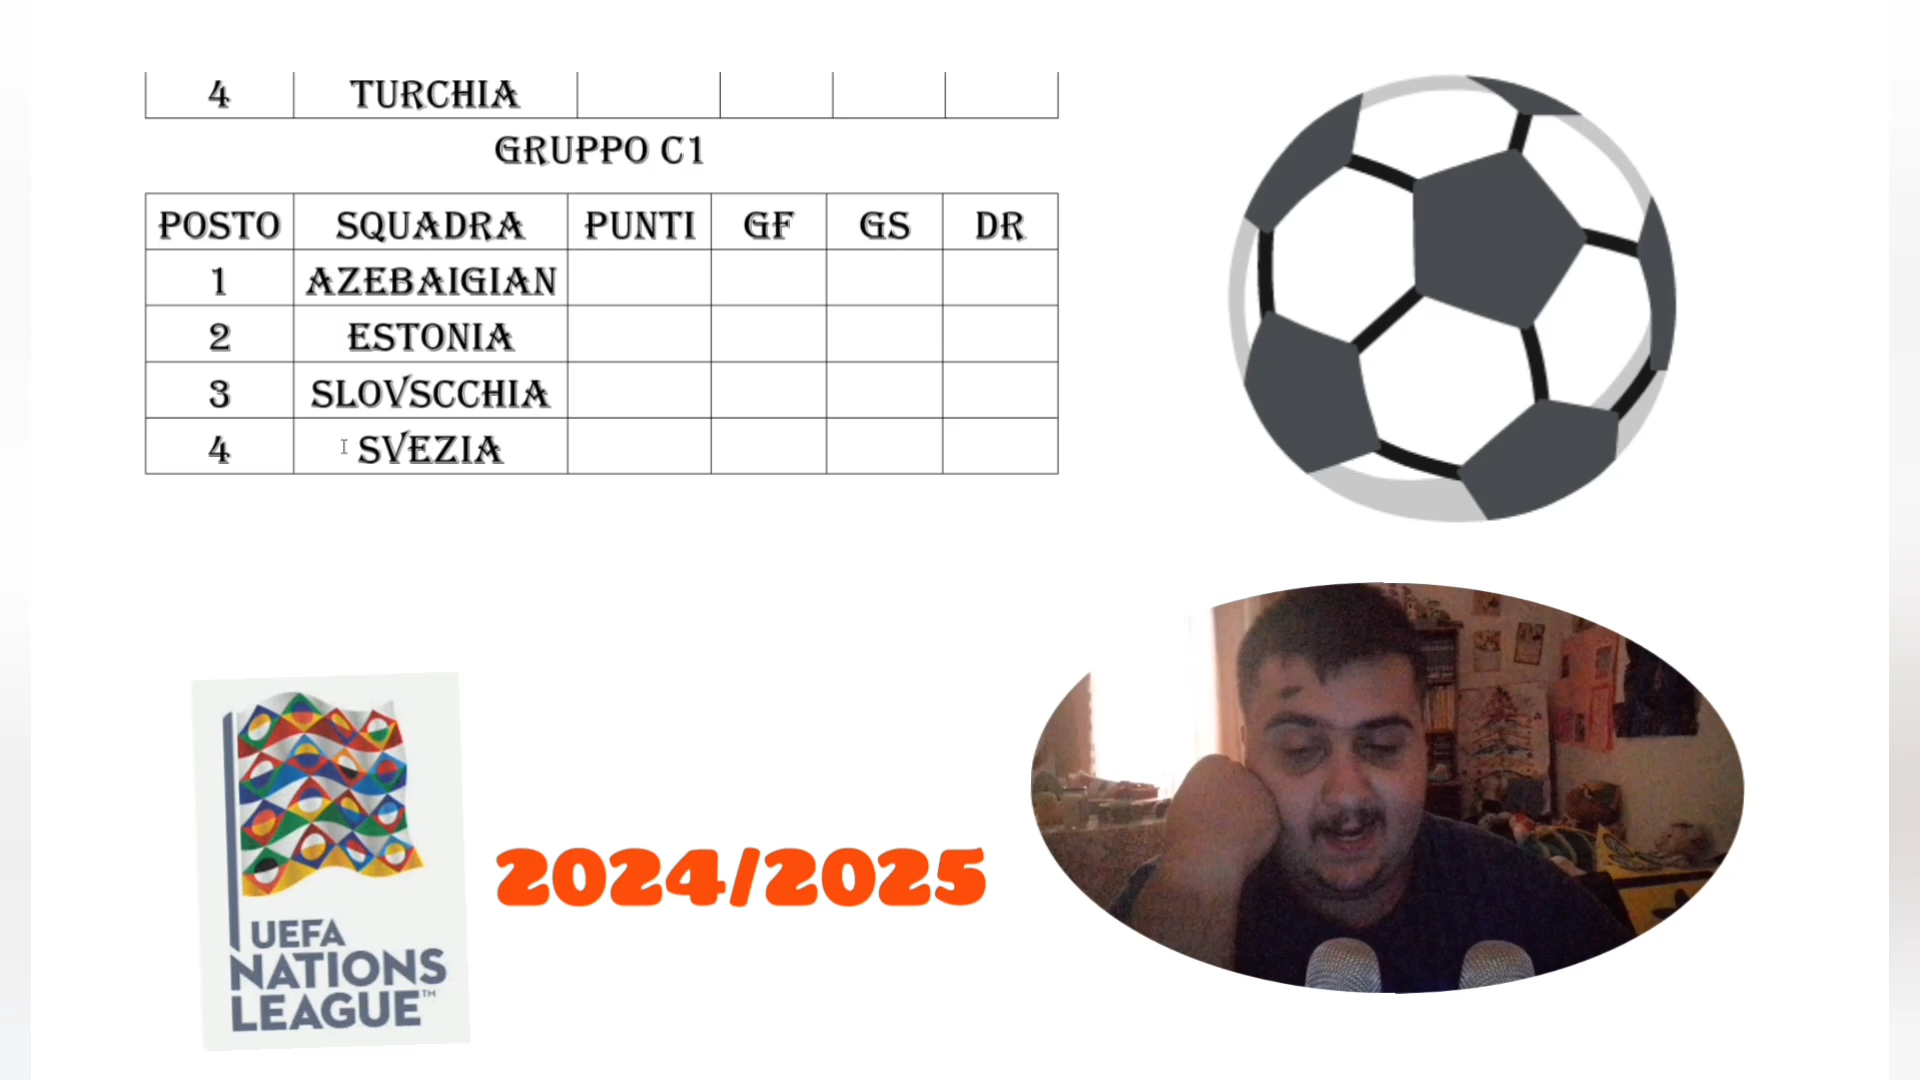 4 TURCHIA
GRUPPO C1
POSTO SQUADRA PUNTI GF GS DR
1 AZEBAIGIAN
2 ESTONIA
3 SLOVSCCHIA
4 SVEZIA
UEFA
NATIONS
LEAGUE™
2024/2025